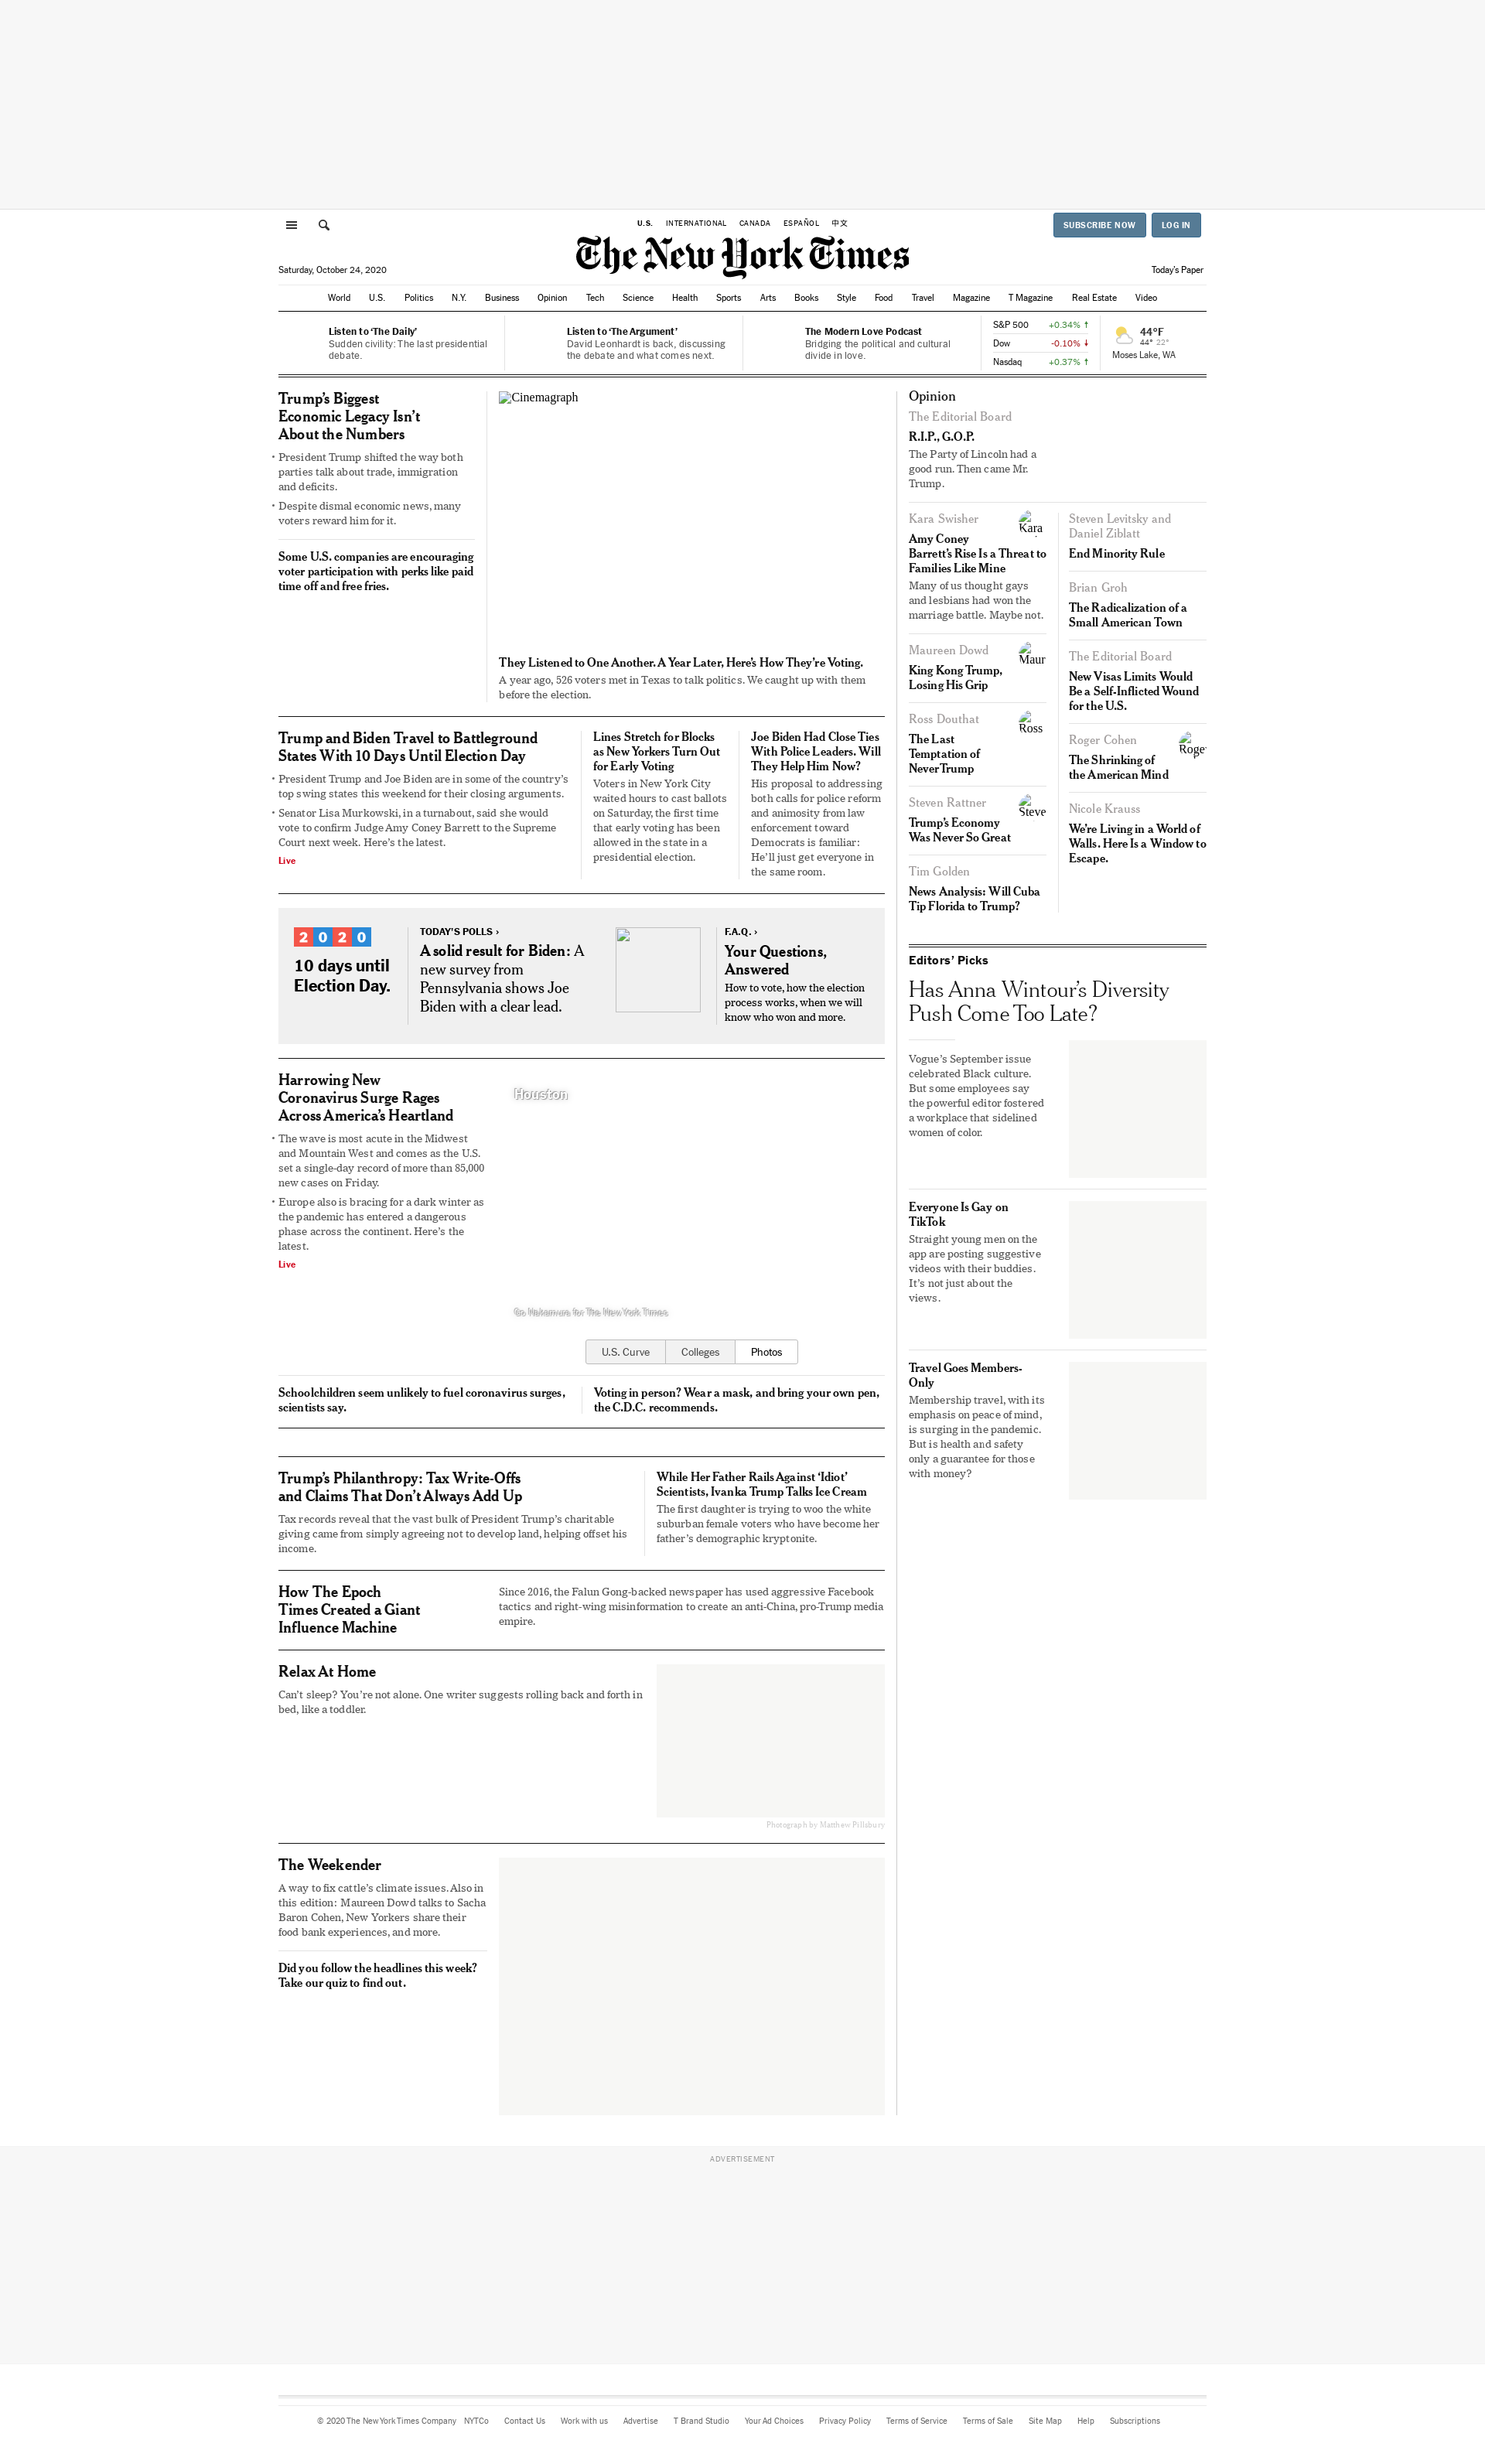 U.S. INTERNATIONAL CANADA ESPAÑOL 中文
SUBSCRIBE NOW LOG IN
The New York Times
Saturday, October 24, 2020
Today's Paper
World U.S. Politics N.Y. Business Opinion Tech Science Health Sports Arts Books Style Food Travel Magazine T Magazine Real Estate Video
Listen to ‘The Daily’
Sudden civility: The last presidential
debate.
Listen to ‘The Argument’
David Leonhardt is back, discussing
the debate and what comes next.
The Modern Love Podcast
Bridging the political and cultural
divide in love.
S&P 500 +0.34% ↑
Dow -0.10% ↓
Nasdaq +0.37% ↑
44°F
44° 22°
Moses Lake, WA
Trump’s Biggest
Economic Legacy Isn’t
About the Numbers
• President Trump shifted the way both
parties talk about trade, immigration
and deficits.
• Despite dismal economic news, many
voters reward him for it.
Some U.S. companies are encouraging
voter participation with perks like paid
time off and free fries.
Cinemagraph
They Listened to One Another. A Year Later, Here’s How They’re Voting.
A year ago, 526 voters met in Texas to talk politics. We caught up with them
before the election.
Trump and Biden Travel to Battleground
States With 10 Days Until Election Day
• President Trump and Joe Biden are in some of the country’s
top swing states this weekend for their closing arguments.
• Senator Lisa Murkowski, in a turnabout, said she would
vote to confirm Judge Amy Coney Barrett to the Supreme
Court next week. Here’s the latest.
Live
Lines Stretch for Blocks
as New Yorkers Turn Out
for Early Voting
Voters in New York City
waited hours to cast ballots
on Saturday, the first time
that early voting has been
allowed in the state in a
presidential election.
Joe Biden Had Close Ties
With Police Leaders. Will
They Help Him Now?
His proposal to addressing
both calls for police reform
and animosity from law
enforcement toward
Democrats is familiar:
He’ll just get everyone in
the same room.
2020
10 days until
Election Day.
TODAY’S POLLS ›
A solid result for Biden: A
new survey from
Pennsylvania shows Joe
Biden with a clear lead.
F.A.Q. ›
Your Questions,
Answered
How to vote, how the election
process works, when we will
know who won and more.
Harrowing New
Coronavirus Surge Rages
Across America’s Heartland
• The wave is most acute in the Midwest
and Mountain West and comes as the U.S.
set a single-day record of more than 85,000
new cases on Friday.
• Europe also is bracing for a dark winter as
the pandemic has entered a dangerous
phase across the continent. Here’s the
latest.
Live
Houston
Go Nakamura for The New York Times
U.S. Curve Colleges Photos
Schoolchildren seem unlikely to fuel coronavirus surges,
scientists say.
Voting in person? Wear a mask, and bring your own pen,
the C.D.C. recommends.
Trump’s Philanthropy: Tax Write-Offs
and Claims That Don’t Always Add Up
Tax records reveal that the vast bulk of President Trump’s charitable
giving came from simply agreeing not to develop land, helping offset his
income.
While Her Father Rails Against ‘Idiot’
Scientists, Ivanka Trump Talks Ice Cream
The first daughter is trying to woo the white
suburban female voters who have become her
father’s demographic kryptonite.
How The Epoch
Times Created a Giant
Influence Machine
Since 2016, the Falun Gong-backed newspaper has used aggressive Facebook
tactics and right-wing misinformation to create an anti-China, pro-Trump media
empire.
Relax At Home
Can’t sleep? You’re not alone. One writer suggests rolling back and forth in
bed, like a toddler.
Photograph by Matthew Pillsbury
The Weekender
A way to fix cattle’s climate issues. Also in
this edition: Maureen Dowd talks to Sacha
Baron Cohen, New Yorkers share their
food bank experiences, and more.
Did you follow the headlines this week?
Take our quiz to find out.
Opinion
The Editorial Board
R.I.P., G.O.P.
The Party of Lincoln had a
good run. Then came Mr.
Trump.
Kara Swisher
Kara
Amy Coney
Barrett’s Rise Is a Threat to
Families Like Mine
Many of us thought gays
and lesbians had won the
marriage battle. Maybe not.
Maureen Dowd
Maur
King Kong Trump,
Losing His Grip
Ross Douthat
Ross
The Last
Temptation of
NeverTrump
Steven Rattner
Steve
Trump’s Economy
Was Never So Great
Tim Golden
News Analysis: Will Cuba
Tip Florida to Trump?
Steven Levitsky and
Daniel Ziblatt
End Minority Rule
Brian Groh
The Radicalization of a
Small American Town
The Editorial Board
New Visas Limits Would
Be a Self-Inflicted Wound
for the U.S.
Roger Cohen
Roger
The Shrinking of
the American Mind
Nicole Krauss
We’re Living in a World of
Walls. Here Is a Window to
Escape.
Editors’ Picks
Has Anna Wintour’s Diversity
Push Come Too Late?
Vogue’s September issue
celebrated Black culture.
But some employees say
the powerful editor fostered
a workplace that sidelined
women of color.
Everyone Is Gay on
TikTok
Straight young men on the
app are posting suggestive
videos with their buddies.
It’s not just about the
views.
Travel Goes Members-
Only
Membership travel, with its
emphasis on peace of mind,
is surging in the pandemic.
But is health and safety
only a guarantee for those
with money?
ADVERTISEMENT
© 2020 The New York Times Company NYTCo Contact Us Work with us Advertise T Brand Studio Your Ad Choices Privacy Policy Terms of Service Terms of Sale Site Map Help Subscriptions